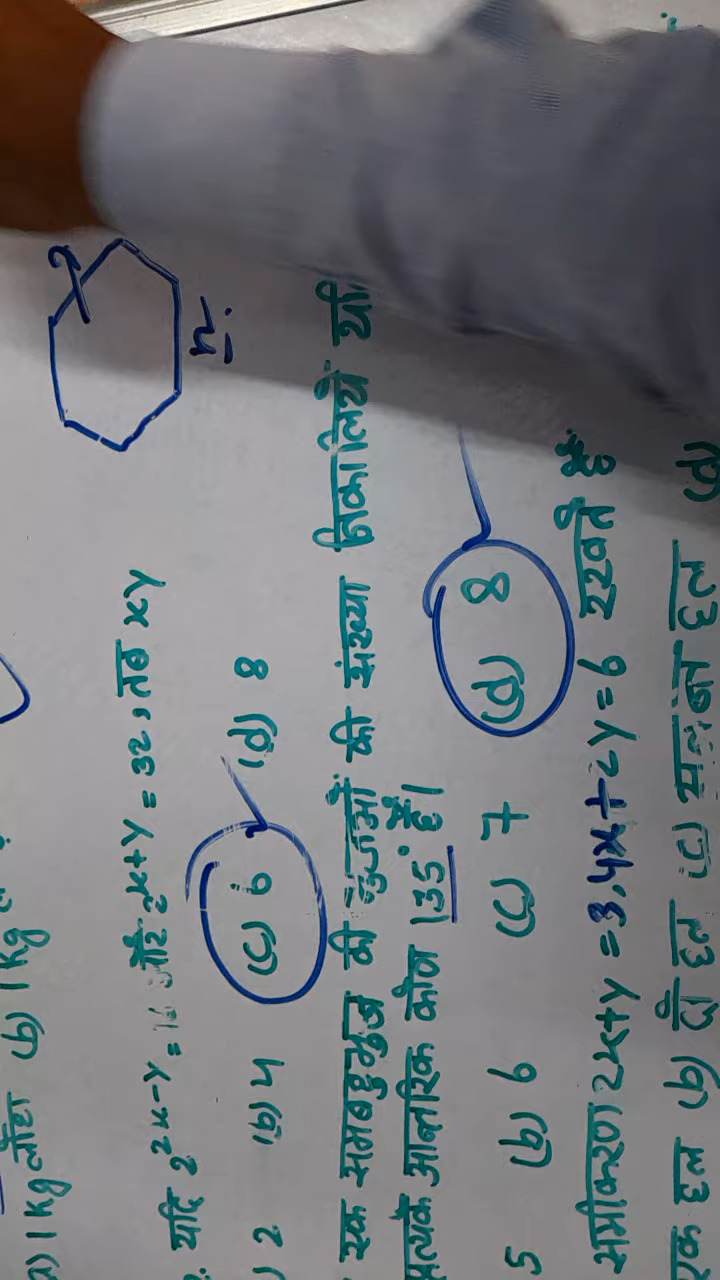 a) 1 kg लोहा (b) 1 kg
यदि 2^2x-y = 16 और 2^x+y = 32, तब xy
) 2 (b) 4 (c) 6 (d) 8
n.
एक समबहुभुज की भुजाओं की संख्या निकालिये यदि
प्रत्येक आन्तरिक कोण 135° है।
5 (b) 6 (c) 7 (d) 8
समीकरण 2x+y=3, 4x+2y=6 रखते हैं
एक हल (b) दो हल (c) हल (d)